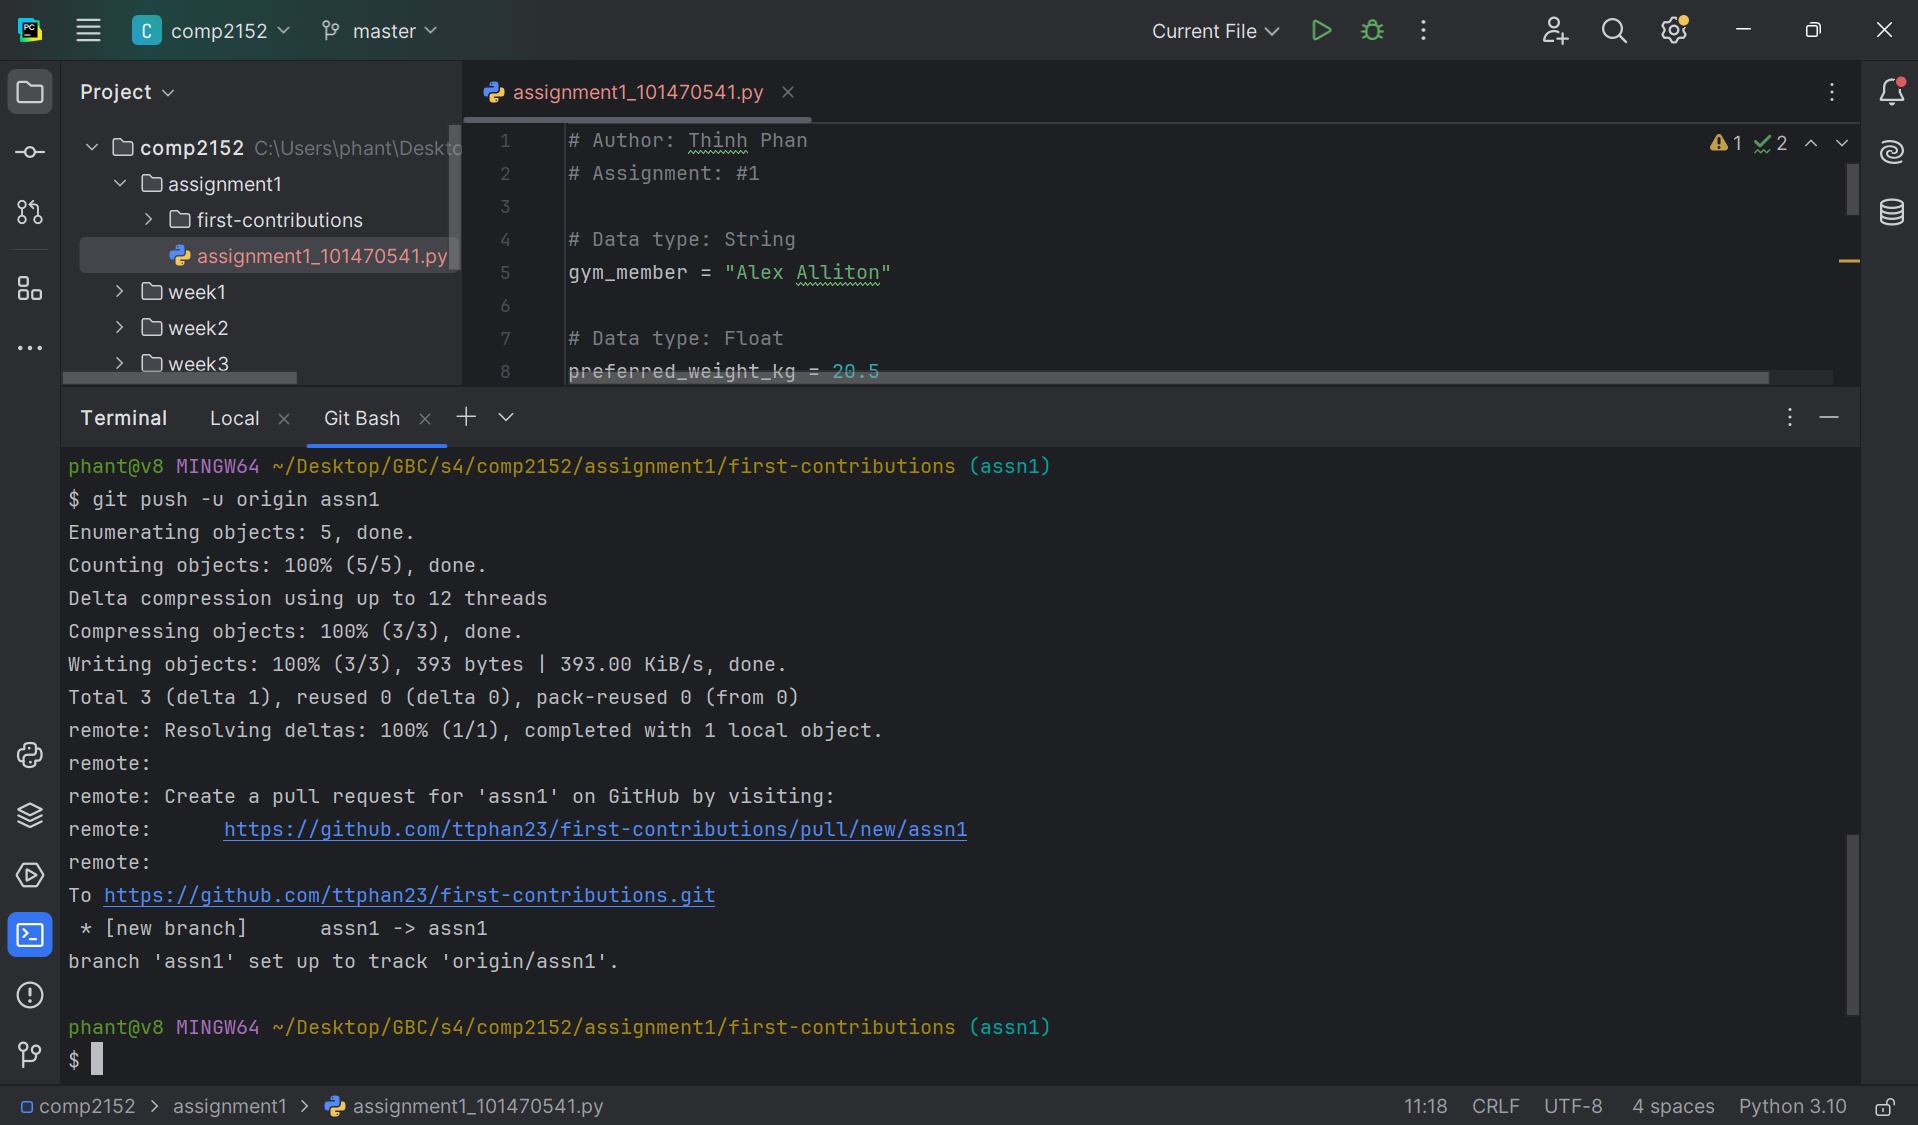 PC
C comp2152
master
Current File
Project
assignment1_101470541.py
comp2152 C:\Users\phant\Deskto
assignment1
first-contributions
assignment1_101470541.py
week1
week2
week3
1 # Author: Thinh Phan
2 # Assignment: #1
3
4 # Data type: String
5 gym_member = "Alex Alliton"
6
7 # Data type: Float
8 preferred_weight_kg = 20.5
1 2
Terminal Local Git Bash
phant@v8 MINGW64 ~/Desktop/GBC/s4/comp2152/assignment1/first-contributions (assn1)
$ git push -u origin assn1
Enumerating objects: 5, done.
Counting objects: 100% (5/5), done.
Delta compression using up to 12 threads
Compressing objects: 100% (3/3), done.
Writing objects: 100% (3/3), 393 bytes | 393.00 KiB/s, done.
Total 3 (delta 1), reused 0 (delta 0), pack-reused 0 (from 0)
remote: Resolving deltas: 100% (1/1), completed with 1 local object.
remote:
remote: Create a pull request for 'assn1' on GitHub by visiting:
remote:      https://github.com/ttphan23/first-contributions/pull/new/assn1
remote:
To https://github.com/ttphan23/first-contributions.git
 * [new branch]      assn1 -> assn1
branch 'assn1' set up to track 'origin/assn1'.
phant@v8 MINGW64 ~/Desktop/GBC/s4/comp2152/assignment1/first-contributions (assn1)
$
comp2152 > assignment1 > assignment1_101470541.py
11:18 CRLF UTF-8 4 spaces Python 3.10